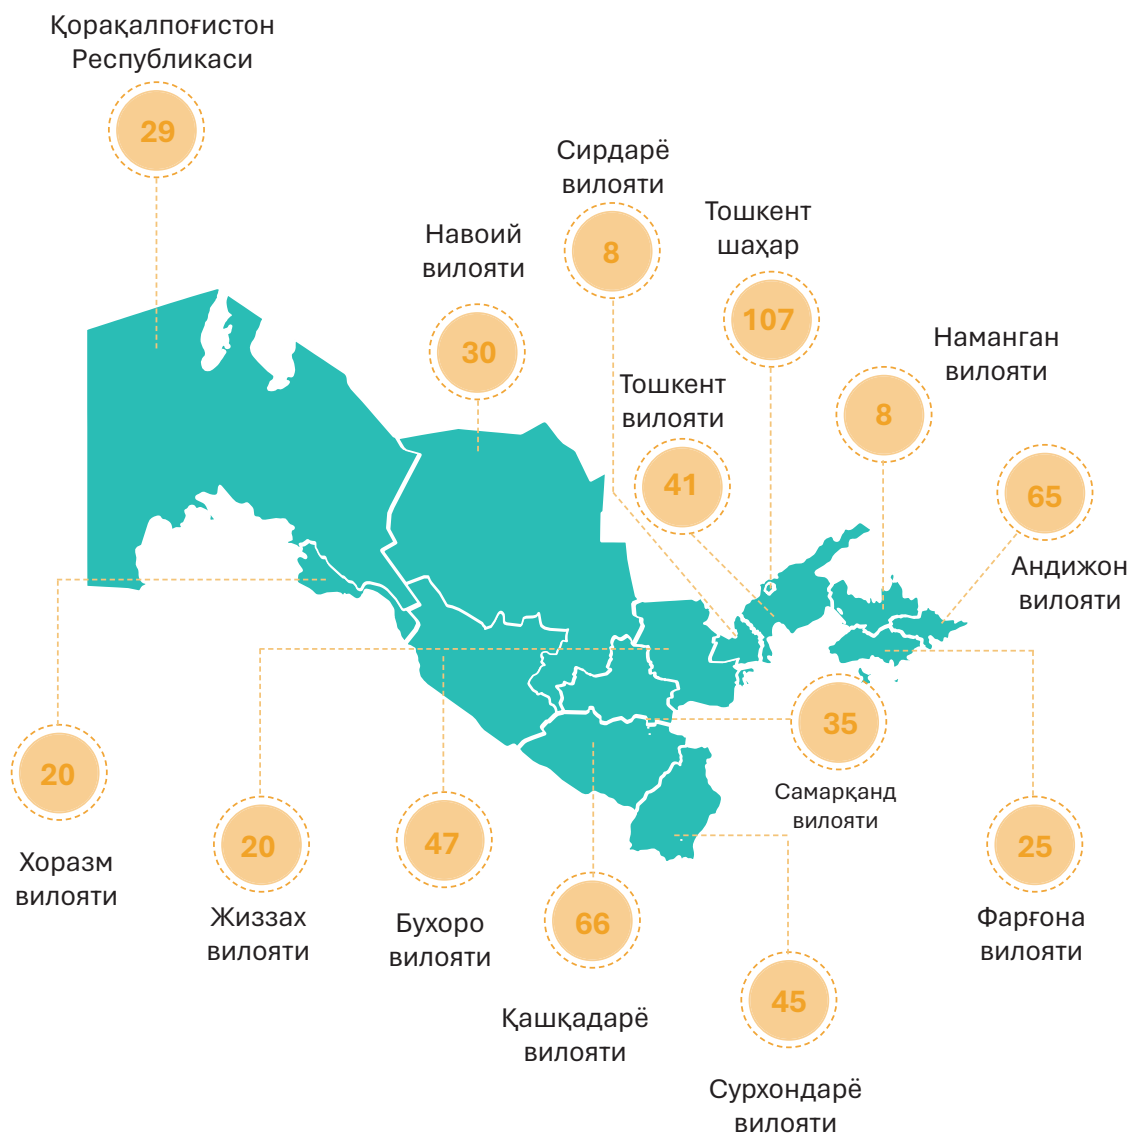 Қорақалпоғистон
Республикаси
29
Сирдарё
вилояти
8
Тошкент
шаҳар
107
Навоий
вилояти
30
Тошкент
вилояти
41
Наманган
вилояти
8
65
Андижон
вилояти
35
Самарқанд
вилояти
20
Хоразм
вилояти
20
Жиззах
вилояти
47
Бухоро
вилояти
66
Қашқадарё
вилояти
25
Фарғона
вилояти
45
Сурхондарё
вилояти